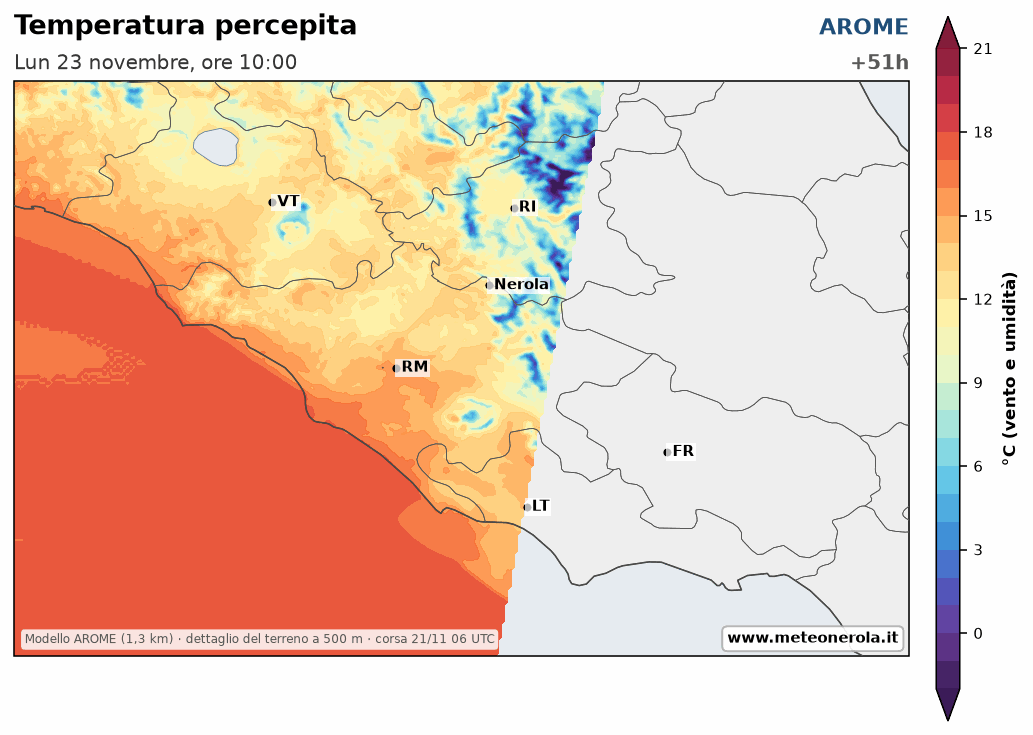 Temperatura percepita
AROME
Lun 23 novembre, ore 10:00
+51h
VT
RI
Nerola
RM
FR
LT
21
18
15
12
9
6
3
0
°C (vento e umidità)
Modello AROME (1,3 km) · dettaglio del terreno a 500 m · corsa 21/11 06 UTC
www.meteonerola.it